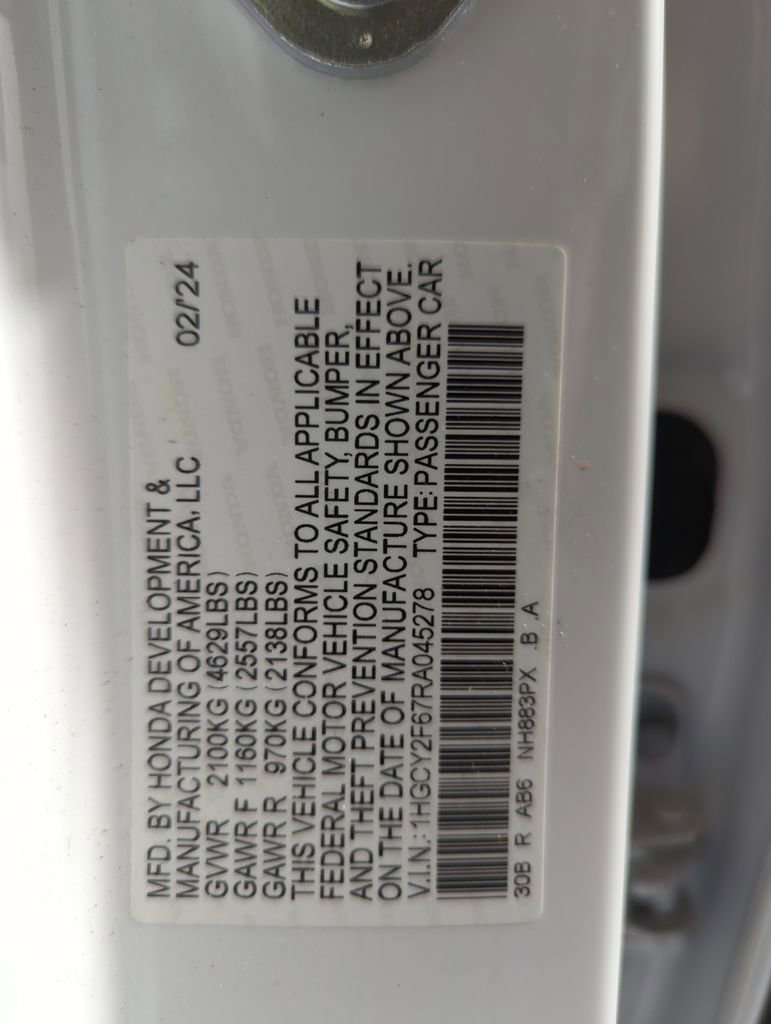 MFD. BY HONDA DEVELOPMENT &
MANUFACTURING OF AMERICA, LLC 02/'24
GVWR 2100KG (4629LBS)
GAWR F 1160KG (2557LBS)
GAWR R 970KG (2138LBS)
THIS VEHICLE CONFORMS TO ALL APPLICABLE
FEDERAL MOTOR VEHICLE SAFETY, BUMPER,
AND THEFT PREVENTION STANDARDS IN EFFECT
ON THE DATE OF MANUFACTURE SHOWN ABOVE.
V.I.N.: 1HGCY2F67RA045278 TYPE: PASSENGER CAR
30B R AB6 NH883PX .B .A